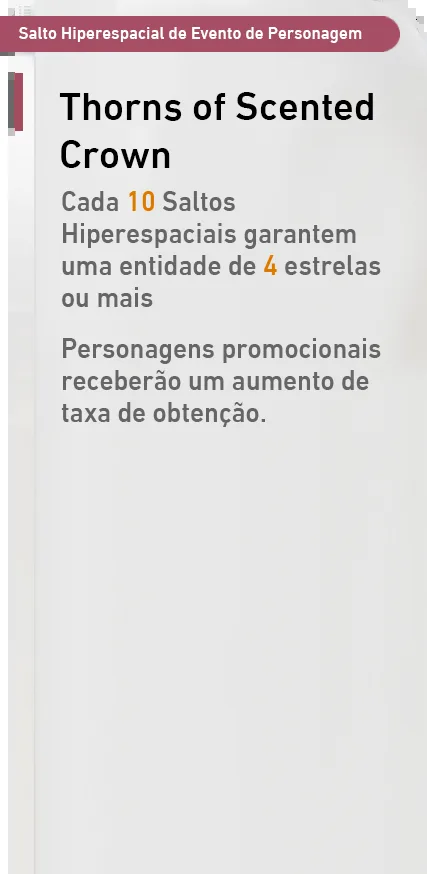 Salto Hiperespacial de Evento de Personagem
Thorns of Scented
Crown
Cada 10 Saltos
Hiperespaciais garantem
uma entidade de 4 estrelas
ou mais
Personagens promocionais
receberão um aumento de
taxa de obtenção.